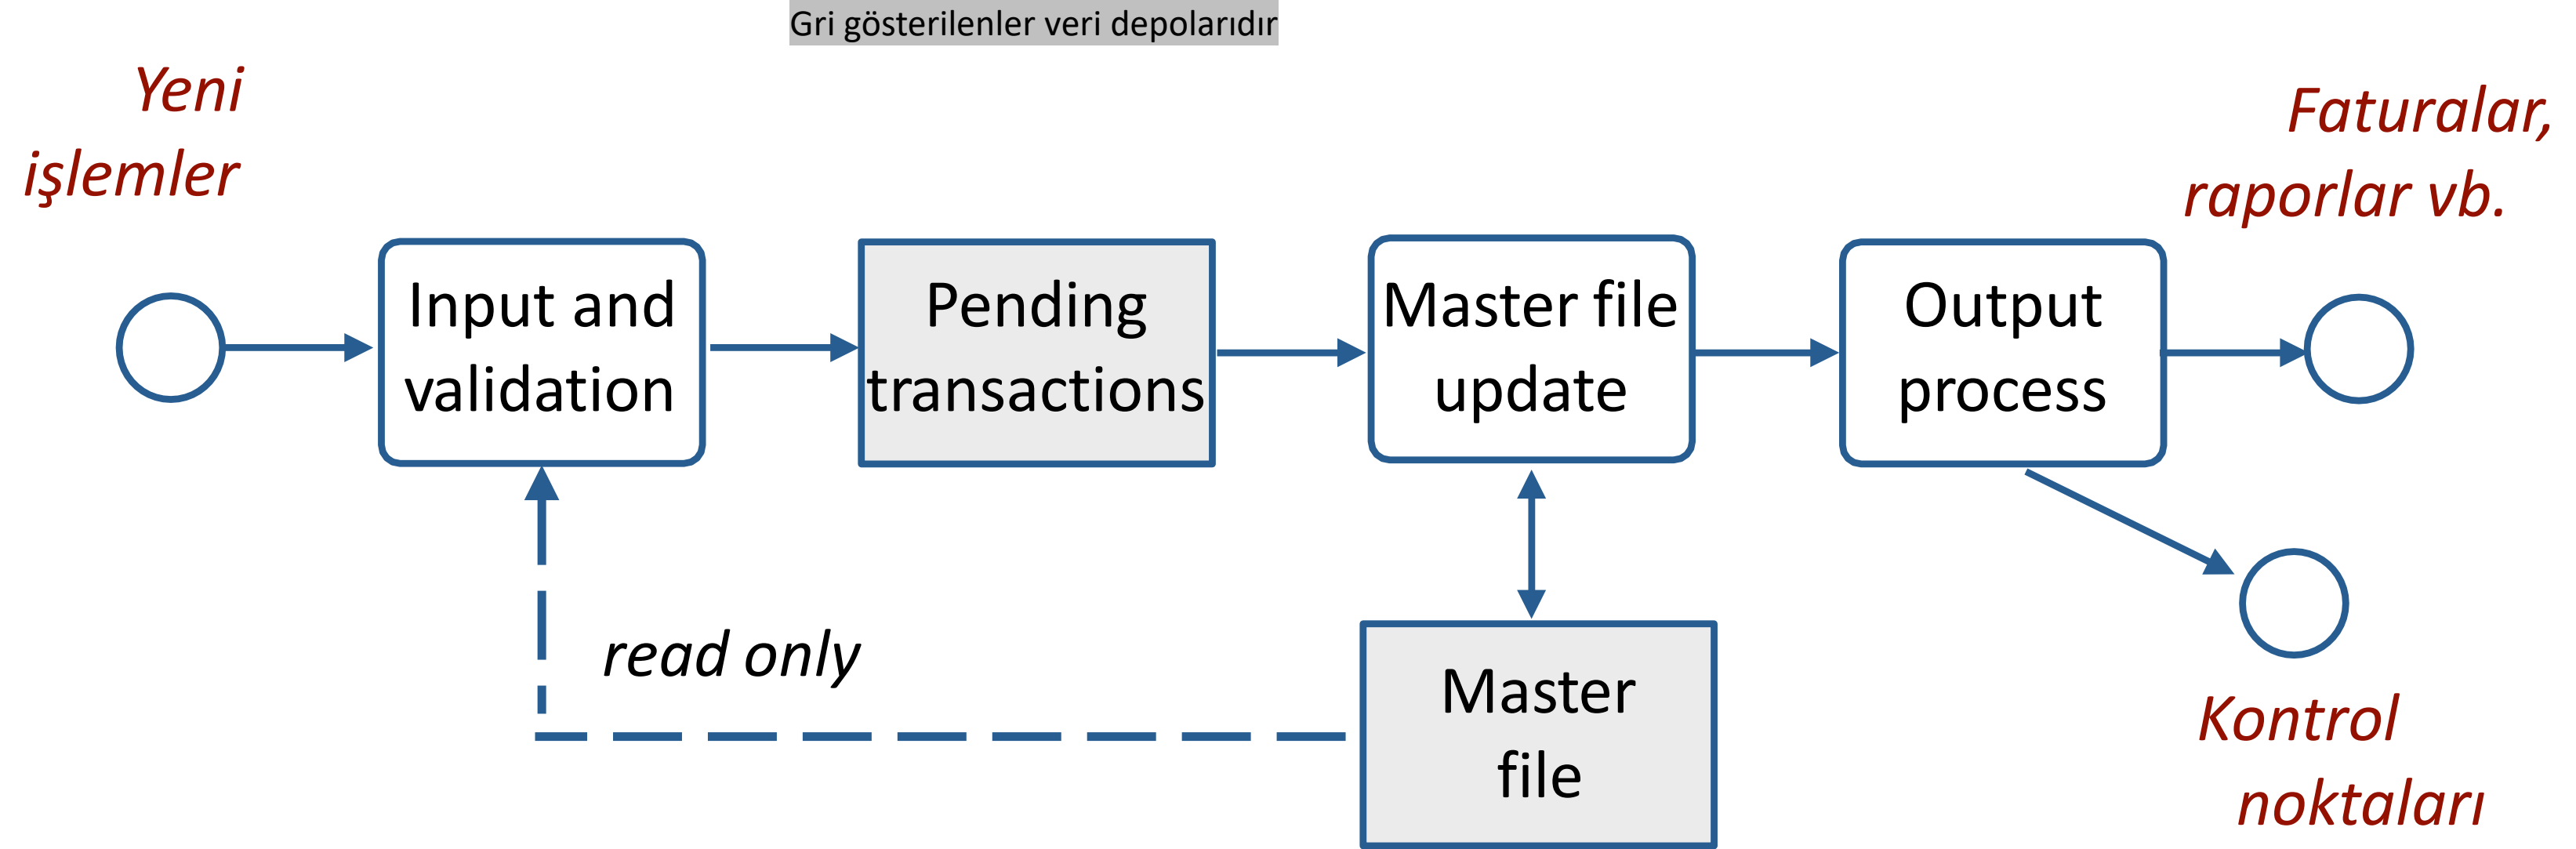 Gri gösterilenler veri depolarıdır
Yeni
işlemler
Faturalar,
raporlar vb.
Input and
validation
Pending
transactions
Master file
update
Output
process
read only
Master
file
Kontrol
noktaları